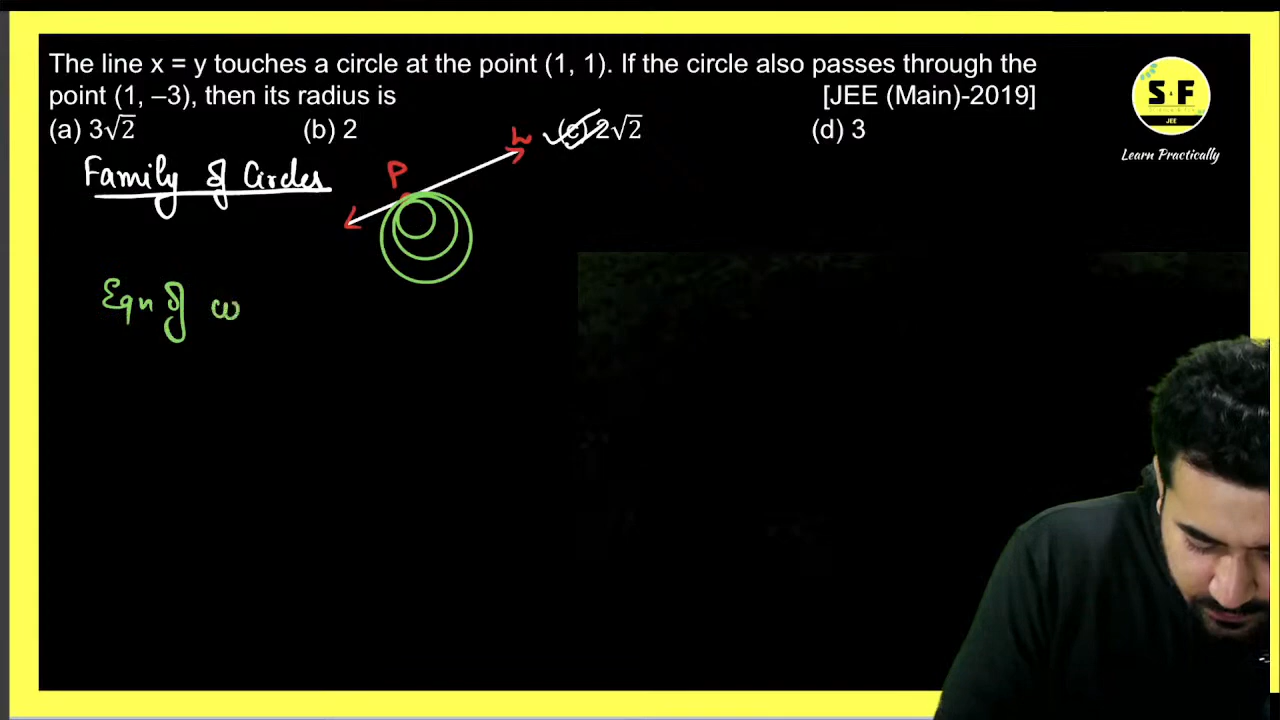 The line x = y touches a circle at the point (1, 1). If the circle also passes through the
point (1, –3), then its radius is [JEE (Main)-2019]
(a) 3√2 (b) 2 (c) 2√2 (d) 3
Family of Circles
P L
Eqn of ω
S F
JEE
Learn Practically